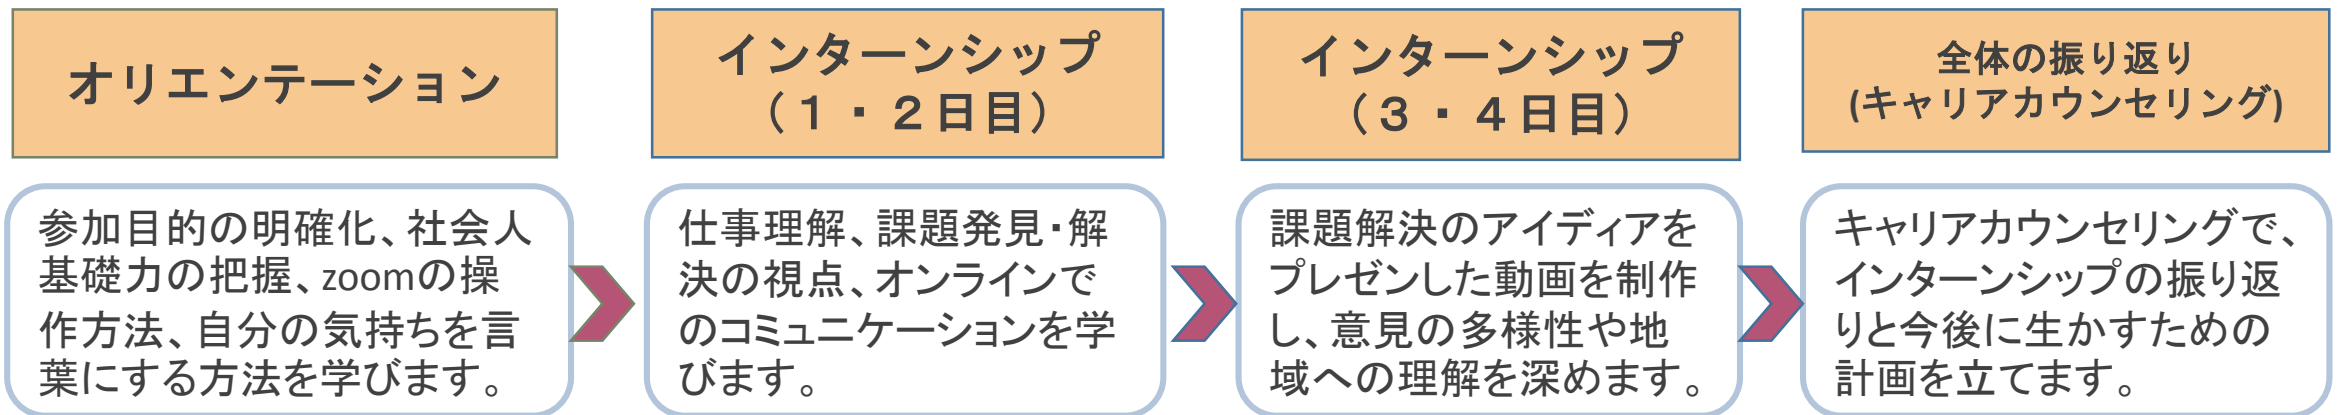 オリエンテーション
参加目的の明確化、社会人
基礎力の把握、zoomの操
作方法、自分の気持ちを言
葉にする方法を学びます。
インターンシップ
（１・２日目）
仕事理解、課題発見・解
決の視点、オンラインで
のコミュニケーションを学
びます。
インターンシップ
（３・４日目）
課題解決のアイディアを
プレゼンした動画を制作
し、意見の多様性や地
域への理解を深めます。
全体の振り返り
(キャリアカウンセリング)
キャリアカウンセリングで、
インターンシップの振り返
りと今後に生かすための
計画を立てます。